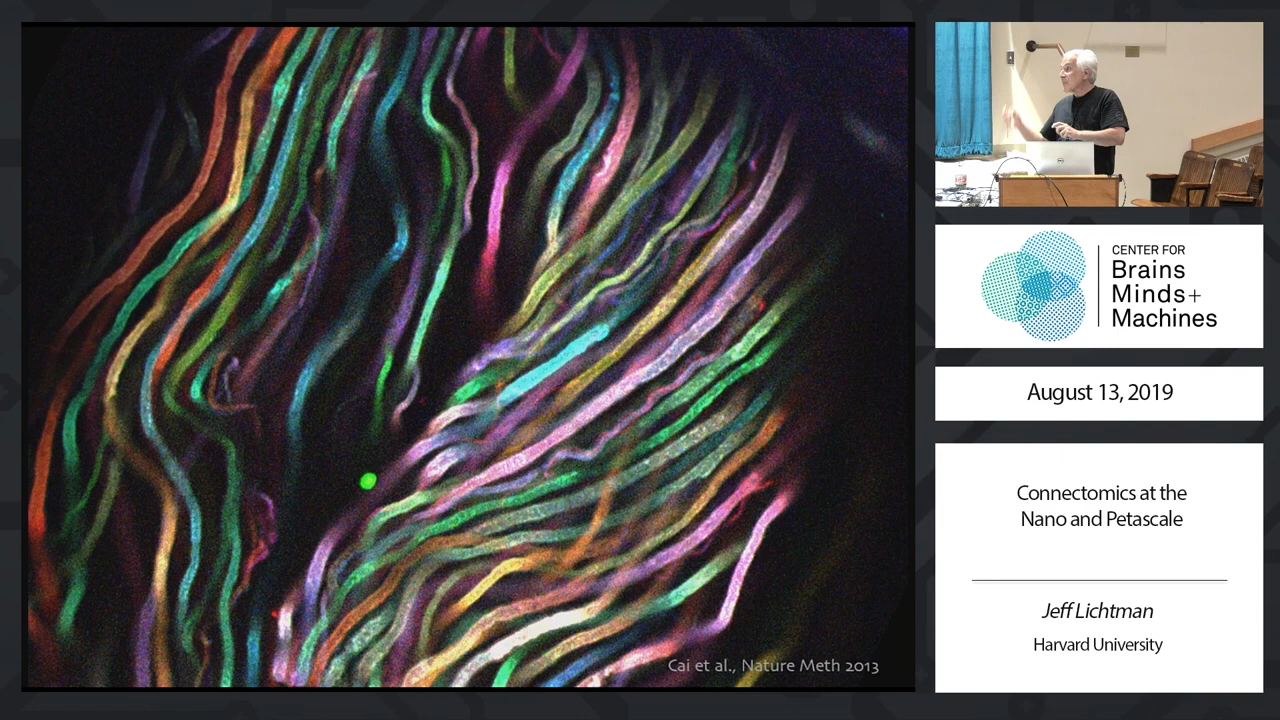 Cai et al., Nature Meth 2013
CENTER FOR
Brains
Minds+
Machines
August 13, 2019
Connectomics at the
Nano and Petascale
Jeff Lichtman
Harvard University